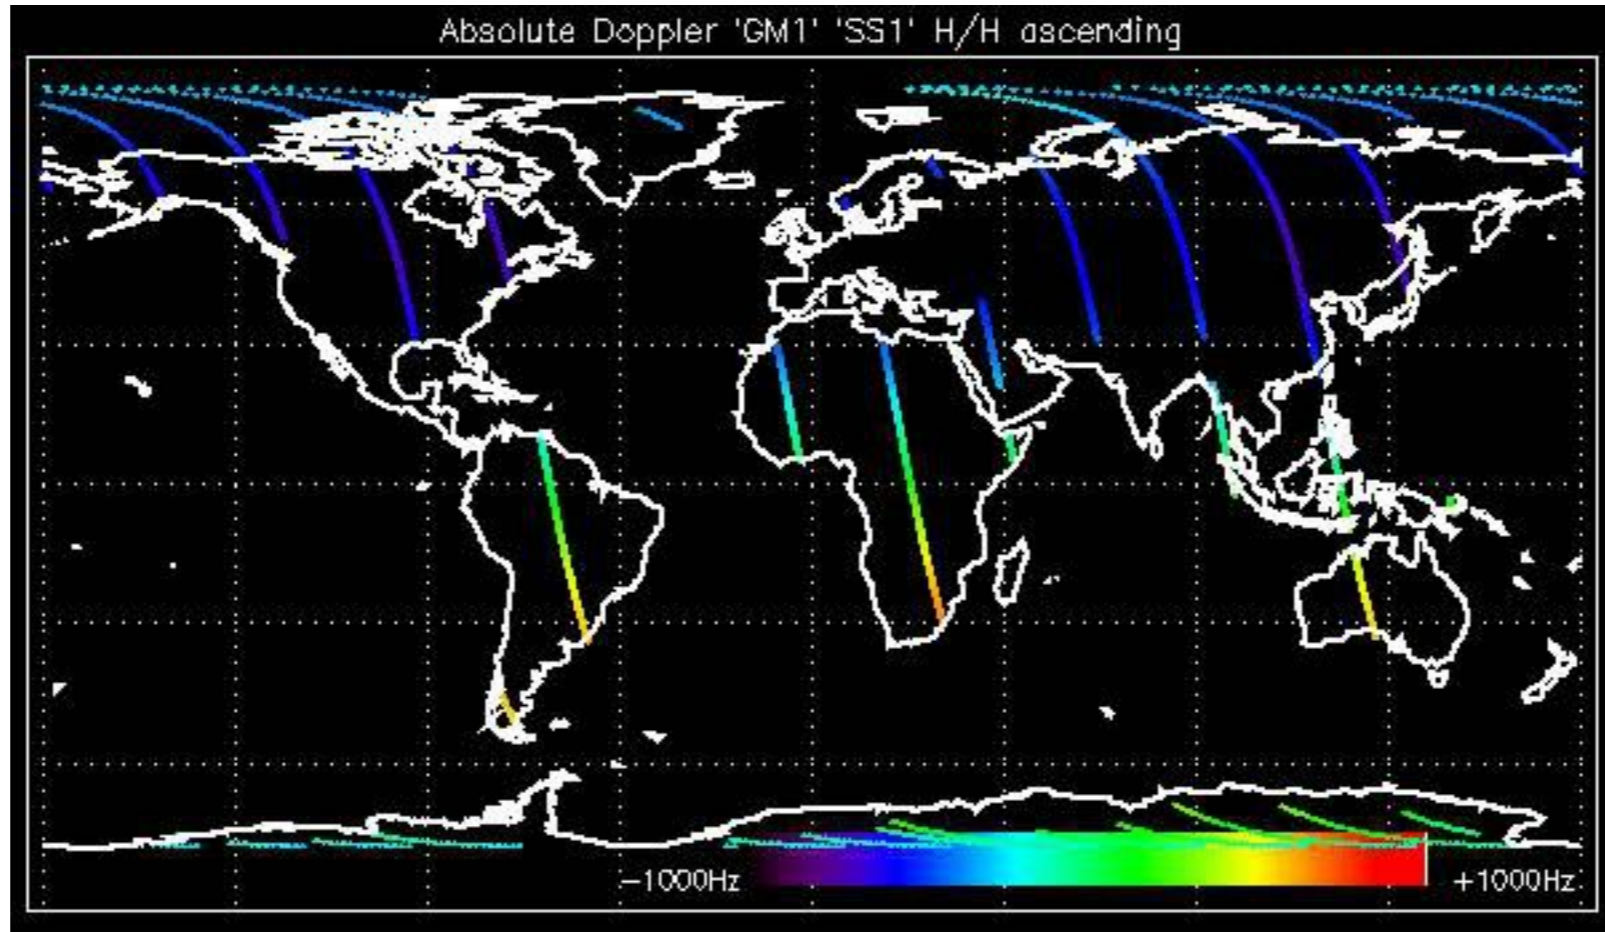 Absolute Doppler 'GM1' 'SS1' H/H ascending
−1000Hz
+1000Hz